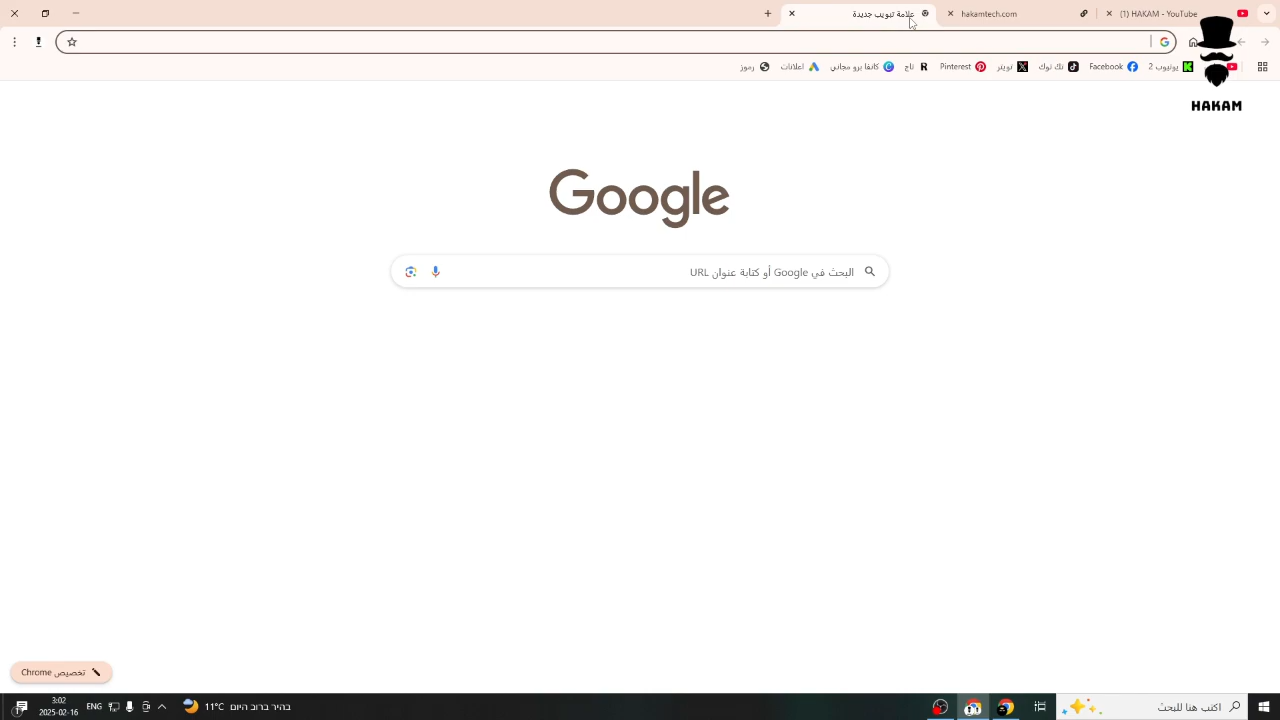 (1) HAKAM - YouTube
hakamtech.com
علامة تبويب جديدة
يوتيوب 2
Facebook
تك توك
تويتر
Pinterest
تاج
كانفا برو مجاني
اعلانات
رموز
HAKAM
Google
البحث في Google أو كتابة عنوان URL
تخصيص Chrome
اكتب هنا للبحث
בהיר ברוב היום 11°C
ENG
3:02
2025-02-16